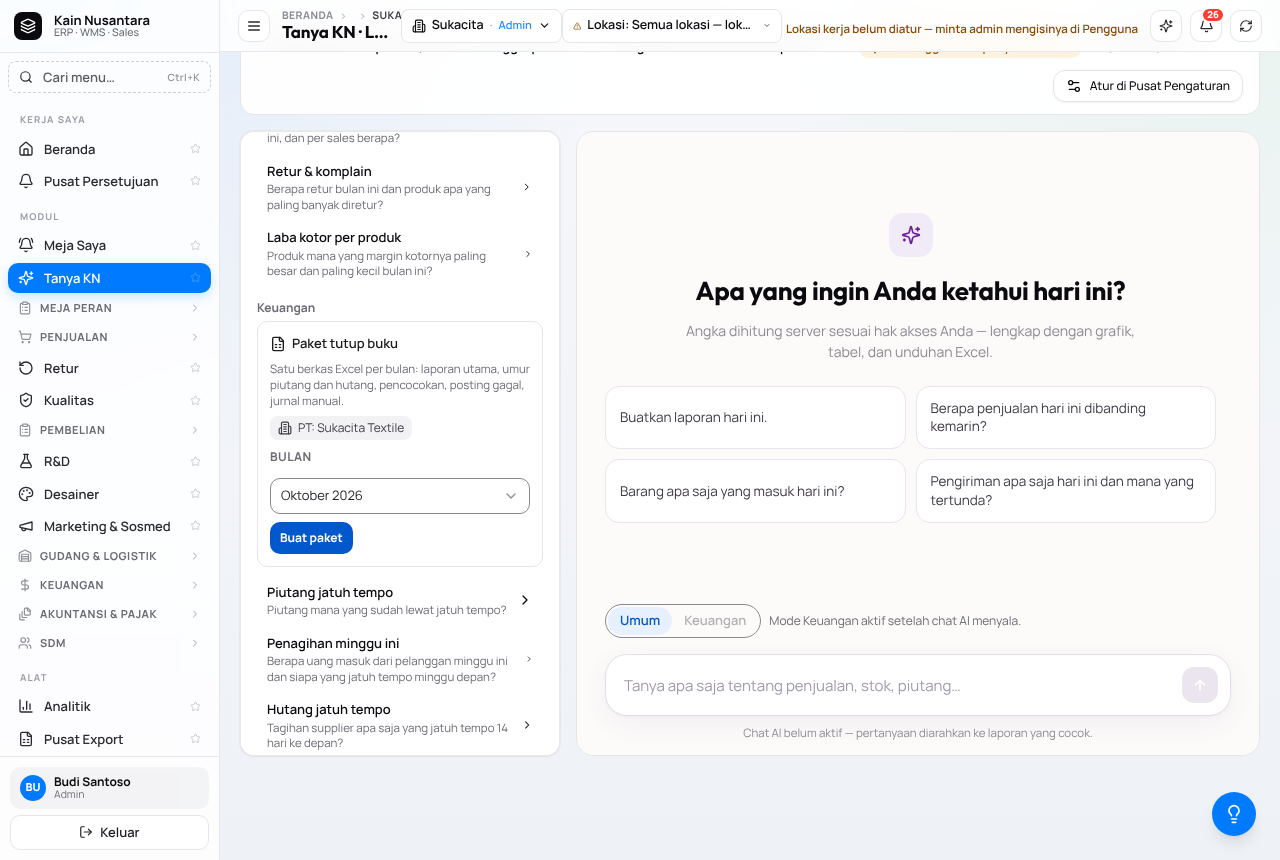 Kain Nusantara
ERP · WMS · Sales
Cari menu...
Ctrl+K
KERJA SAYA
Beranda
Pusat Persetujuan
MODUL
Meja Saya
Tanya KN
MEJA PERAN
PENJUALAN
Retur
Kualitas
PEMBELIAN
R&D
Desainer
Marketing & Sosmed
GUDANG & LOGISTIK
KEUANGAN
AKUNTANSI & PAJAK
SDM
ALAT
Analitik
Pusat Export
BU
Budi Santoso
Admin
Keluar
BERANDA › › SUKA
Tanya KN · L...
Sukacita · Admin
Lokasi: Semua lokasi — lok...
Lokasi kerja belum diatur — minta admin mengisinya di Pengguna
26
Atur di Pusat Pengaturan
ini, dan per sales berapa?
Retur & komplain
Berapa retur bulan ini dan produk apa yang
paling banyak diretur?
Laba kotor per produk
Produk mana yang margin kotornya paling
besar dan paling kecil bulan ini?
Keuangan
Paket tutup buku
Satu berkas Excel per bulan: laporan utama, umur
piutang dan hutang, pencocokan, posting gagal,
jurnal manual.
PT: Sukacita Textile
BULAN
Oktober 2026
Buat paket
Piutang jatuh tempo
Piutang mana yang sudah lewat jatuh tempo?
Penagihan minggu ini
Berapa uang masuk dari pelanggan minggu ini
dan siapa yang jatuh tempo minggu depan?
Hutang jatuh tempo
Tagihan supplier apa saja yang jatuh tempo 14
hari ke depan?
Apa yang ingin Anda ketahui hari ini?
Angka dihitung server sesuai hak akses Anda — lengkap dengan grafik,
tabel, dan unduhan Excel.
Buatkan laporan hari ini.
Berapa penjualan hari ini dibanding
kemarin?
Barang apa saja yang masuk hari ini?
Pengiriman apa saja hari ini dan mana yang
tertunda?
Umum
Keuangan
Mode Keuangan aktif setelah chat AI menyala.
Tanya apa saja tentang penjualan, stok, piutang...
Chat AI belum aktif — pertanyaan diarahkan ke laporan yang cocok.